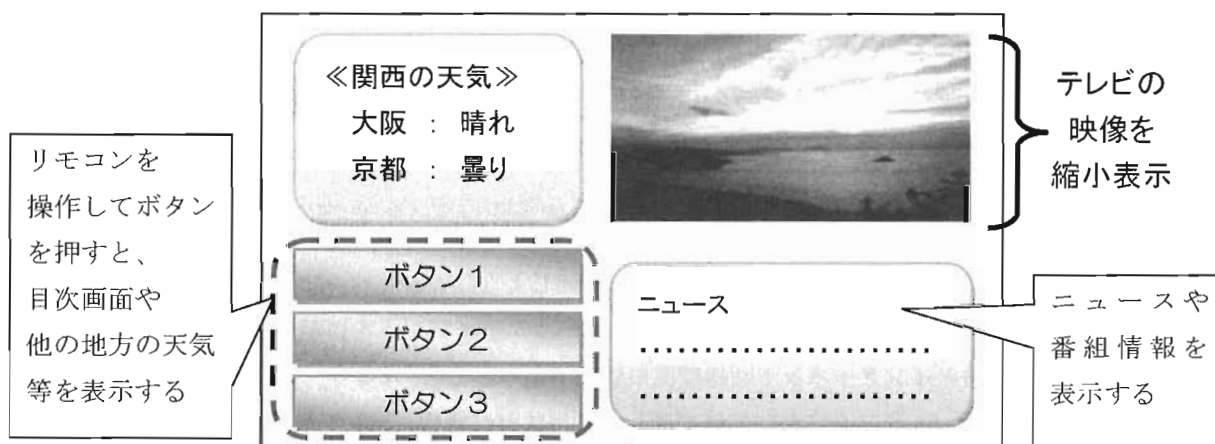 ≪関西の天気≫
大阪 : 晴れ
京都 : 曇り
テレビの
映像を
縮小表示
リモコンを
操作してボタン
を押すと、
目次画面や
他の地方の天気
等を表示する
ボタン1
ボタン2
ボタン3
ニュース
........................
........................
ニュースや
番組情報を
表示する